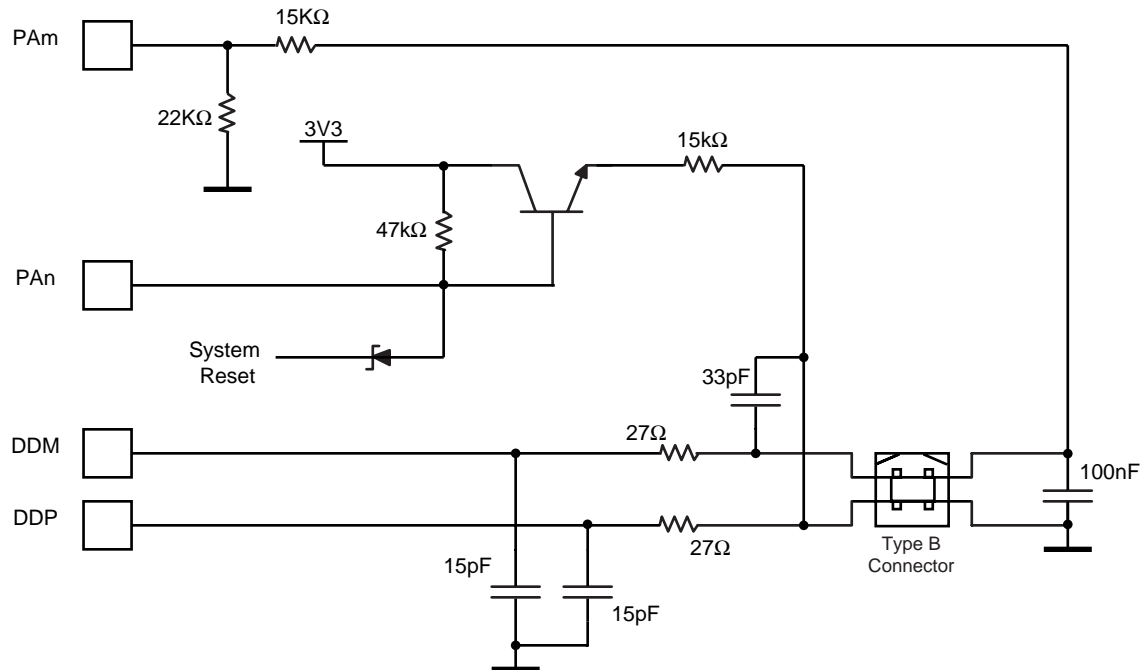 15KΩ
PAm
22KΩ
3V3
15kΩ
47kΩ
PAn
System
Reset
33pF
DDM
27Ω
100nF
DDP
27Ω
Type B
Connector
15pF
15pF